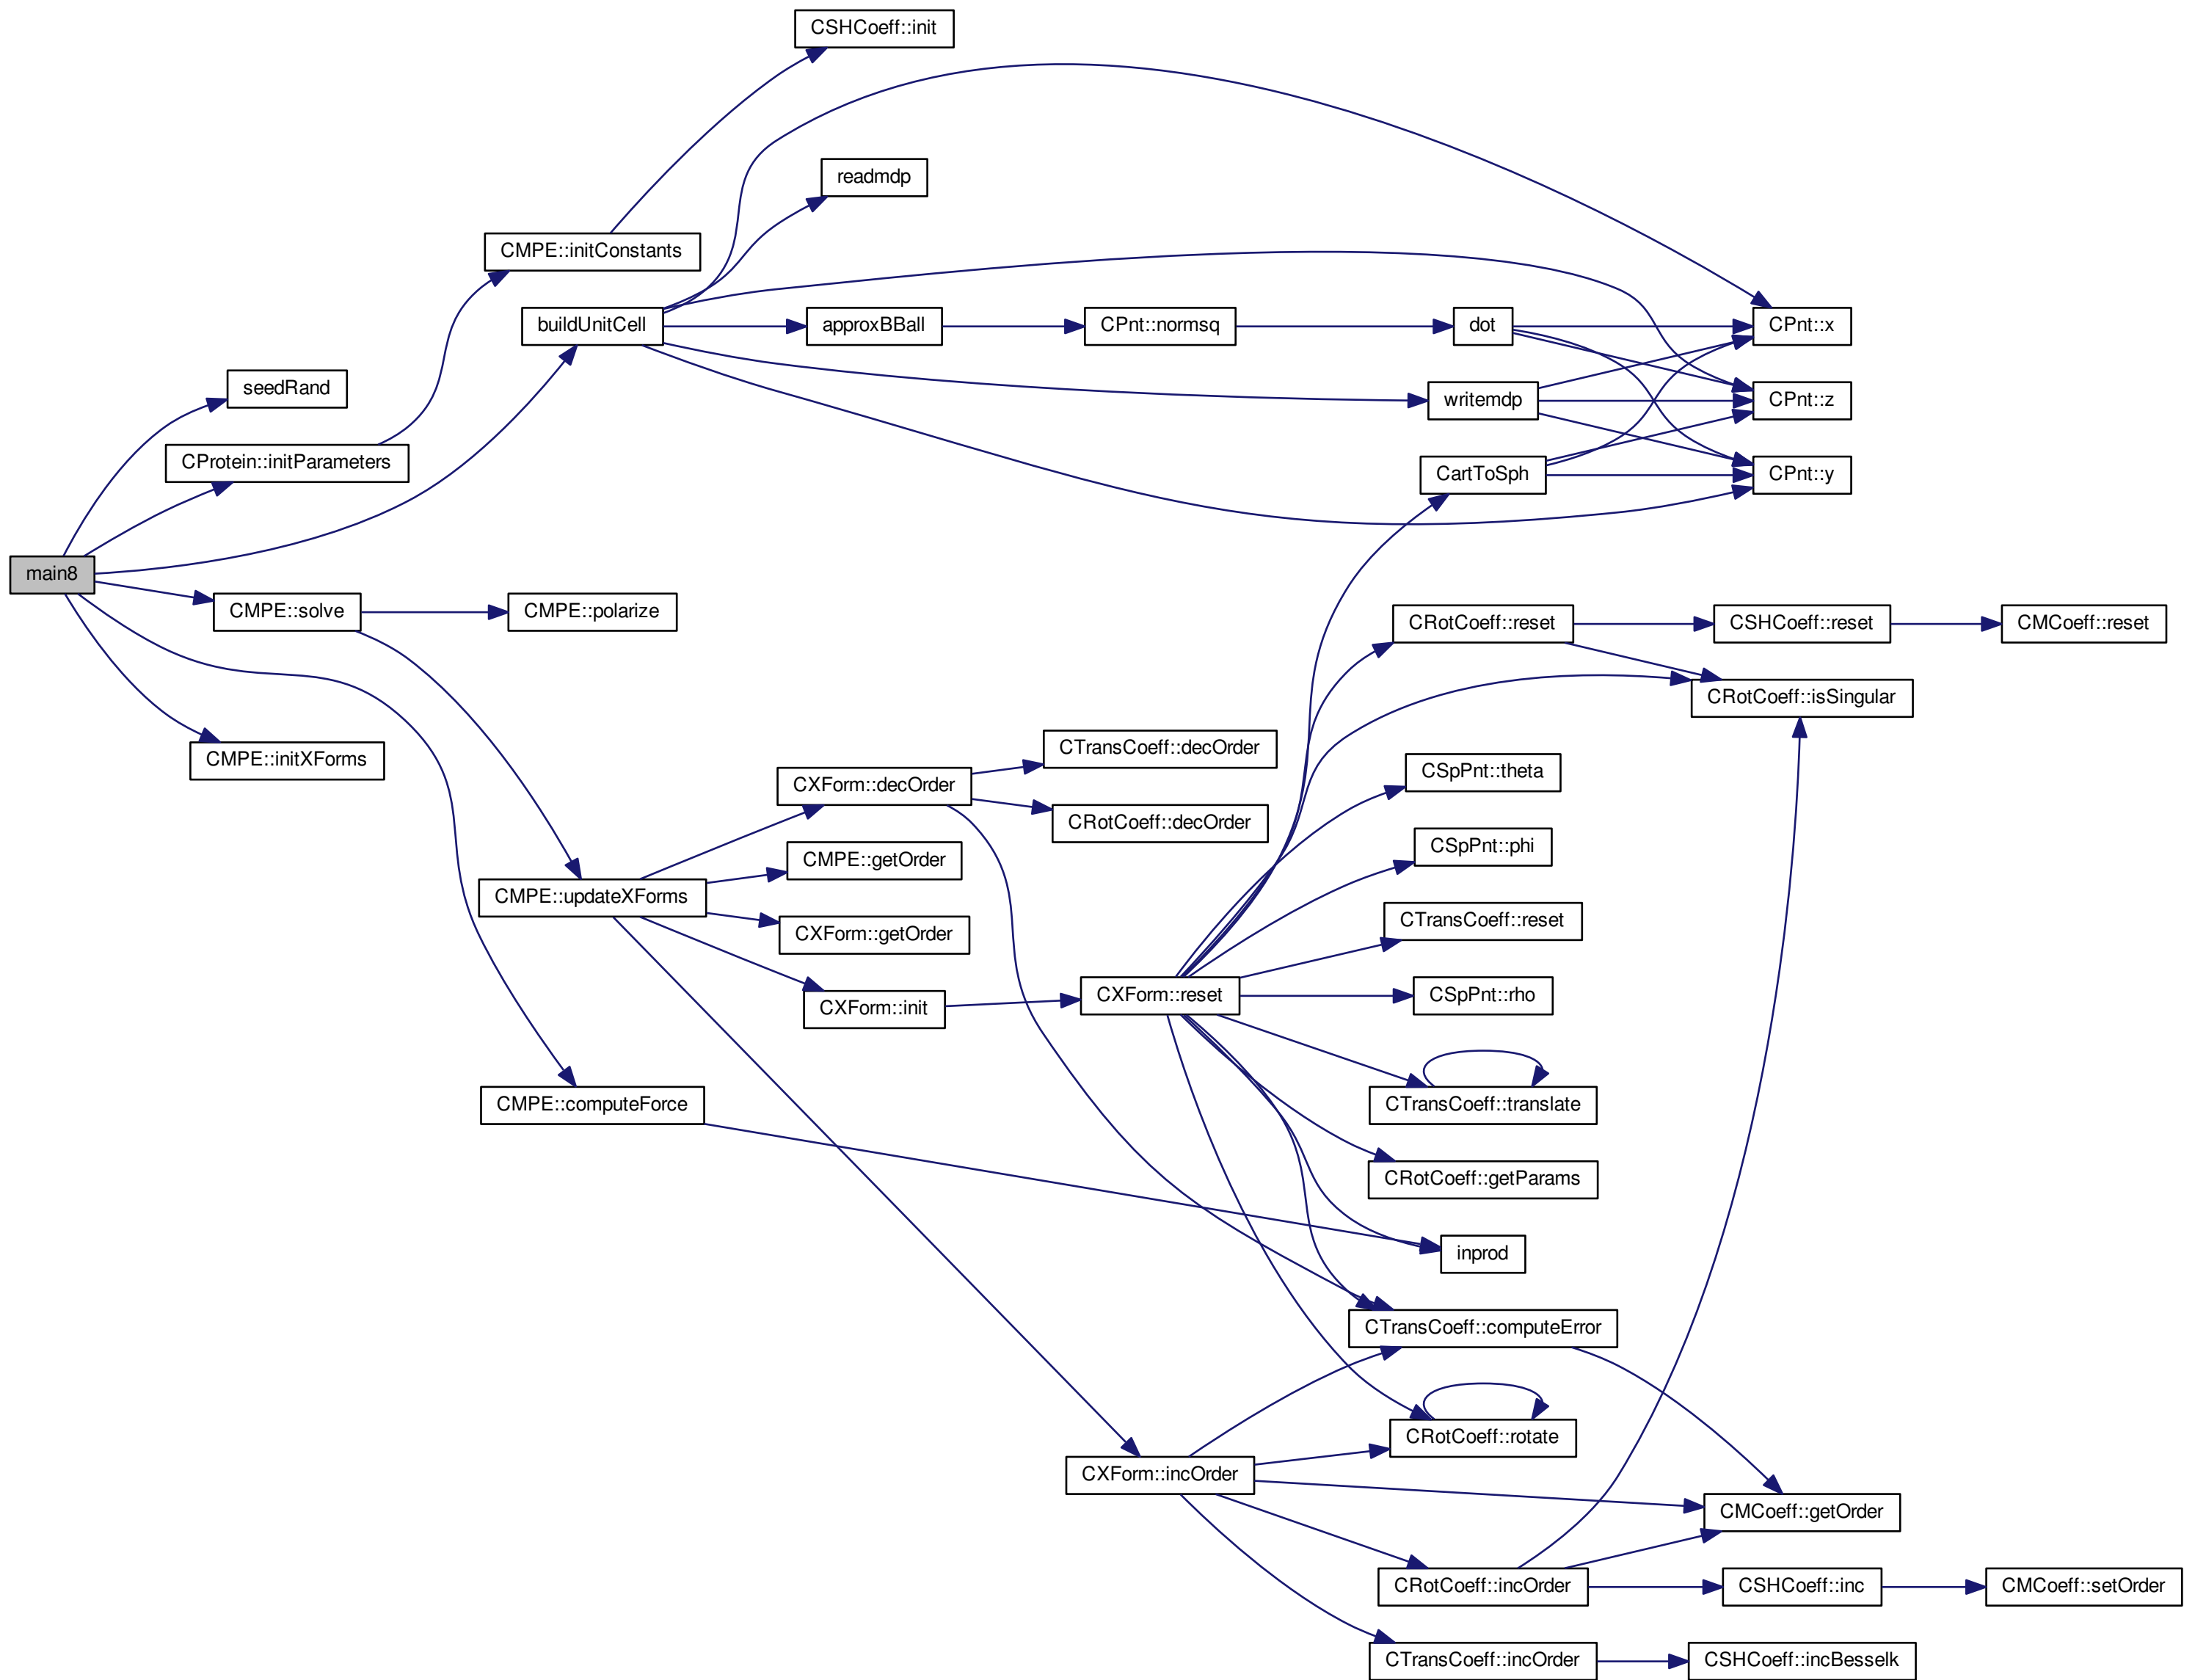 CSHCoeff::init
readmdp
CMPE::initConstants
buildUnitCell
approxBBall
CPnt::normsq
dot
CPnt::x
seedRand
writemdp
CPnt::z
CProtein::initParameters
CartToSph
CPnt::y
main8
CMPE::solve
CMPE::polarize
CRotCoeff::reset
CSHCoeff::reset
CMCoeff::reset
CRotCoeff::isSingular
CMPE::initXForms
CXForm::decOrder
CTransCoeff::decOrder
CSpPnt::theta
CRotCoeff::decOrder
CMPE::getOrder
CSpPnt::phi
CMPE::updateXForms
CXForm::getOrder
CTransCoeff::reset
CXForm::init
CXForm::reset
CSpPnt::rho
CMPE::computeForce
CTransCoeff::translate
CRotCoeff::getParams
inprod
CTransCoeff::computeError
CRotCoeff::rotate
CXForm::incOrder
CMCoeff::getOrder
CRotCoeff::incOrder
CSHCoeff::inc
CMCoeff::setOrder
CTransCoeff::incOrder
CSHCoeff::incBesselk